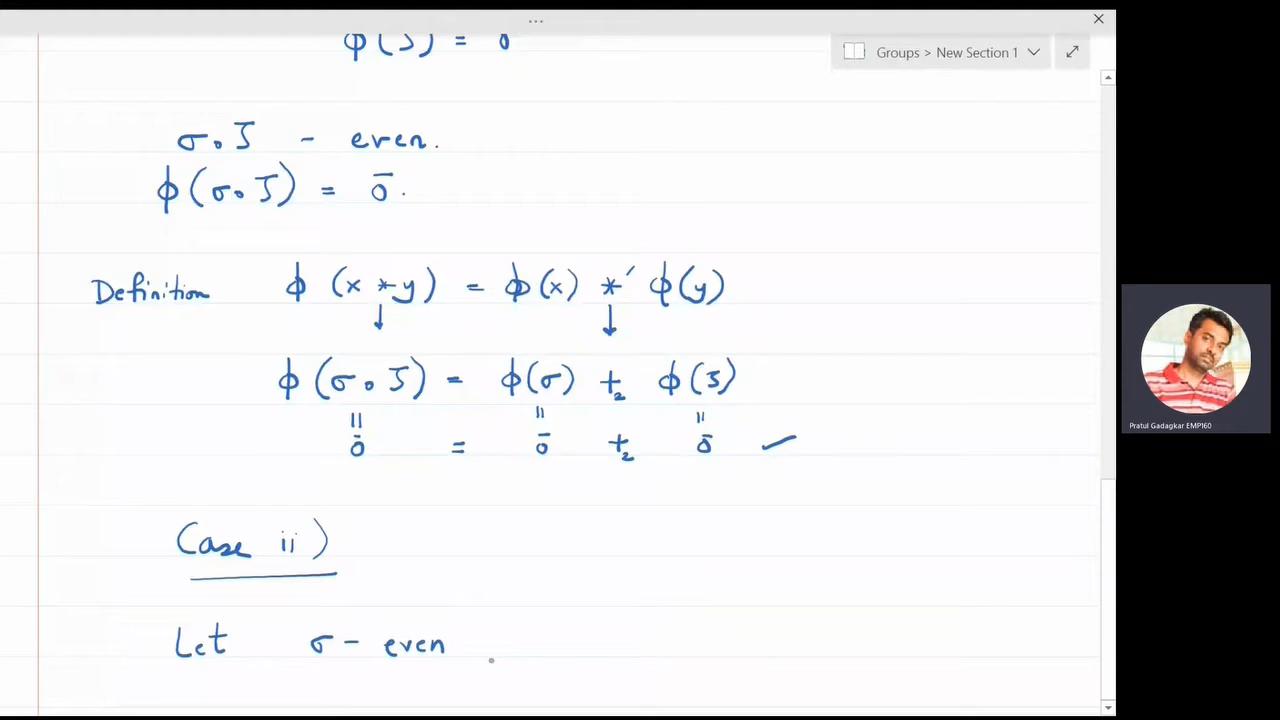 ϕ(ζ) = 0
Groups > New Section 1
σ∘ζ - even.
ϕ(σ∘ζ) = 0̄.
Definition ϕ(x * y) = ϕ(x) *′ ϕ(y)
↓ ↓
ϕ(σ∘ζ) = ϕ(σ) +₂ ϕ(ζ)
|| || ||
0̄ = 0̄ +₂ 0̄ ✓
Pratul Gadagkar EMP160
Case ii)
Let σ - even